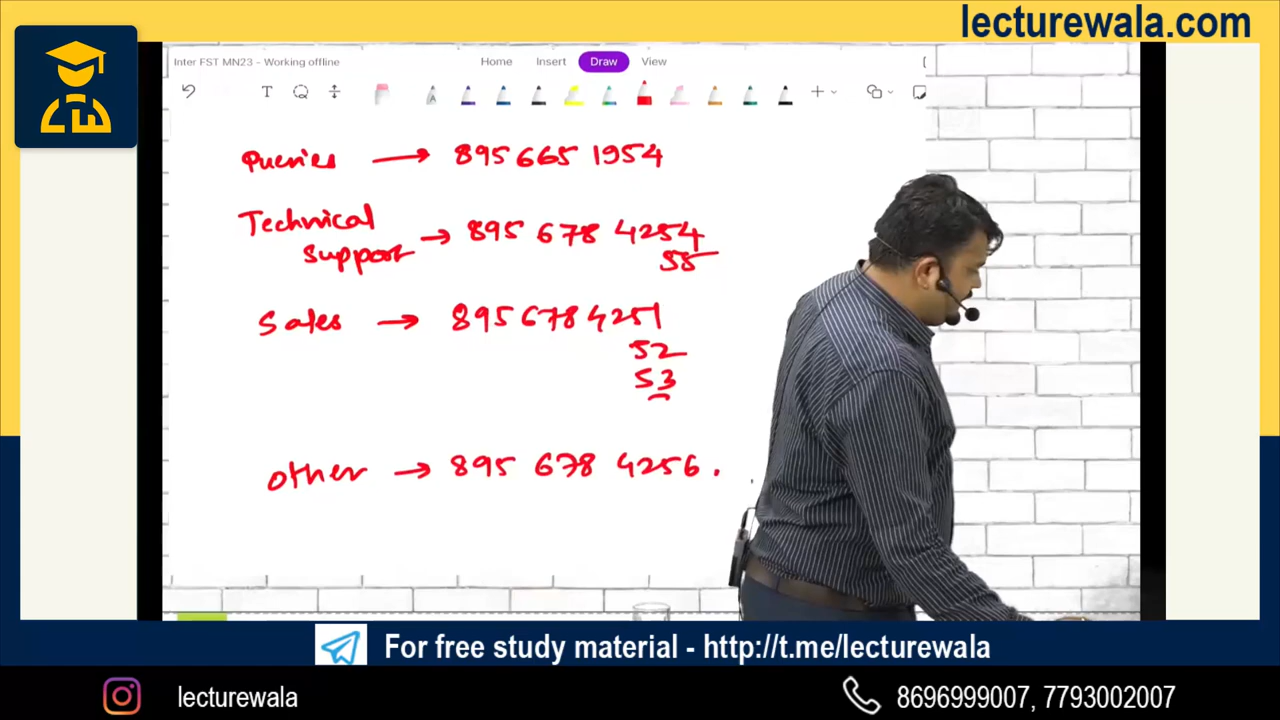 lecturewala.com
Inter FST MN23 - Working offline
Home Insert Draw View
Queries → 895 665 1954
Technical
Support → 895 678 4254
55
Sales → 895 678 4251
52
53
Other → 895 678 4256.
For free study material - http://t.me/lecturewala
lecturewala 8696999007, 7793002007